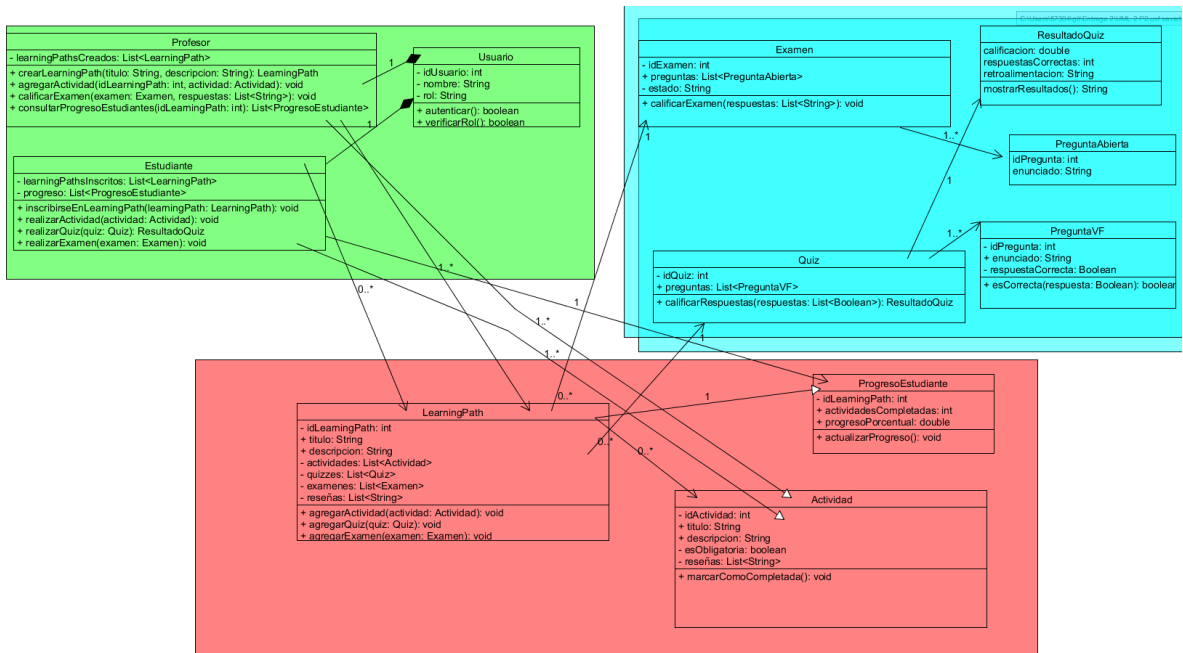 Profesor
- learningPathsCreados: List<LearningPath>
+ crearLearningPath(titulo: String, descripcion: String): LearningPath
+ agregarActividad(idLearningPath: int, actividad: Actividad): void
+ calificarExamen(examen: Examen, respuestas: List<String>): void
+ consultarProgresoEstudiantes(idLearningPath: int): List<ProgresoEstudiante>
1
Usuario
- idUsuario: int
- nombre: String
- rol: String
+ autenticar(): boolean
+ verificarRol(): boolean
1
Estudiante
- learningPathsInscritos: List<LearningPath>
- progreso: List<ProgresoEstudiante>
+ inscribirseEnLearningPath(learningPath: LearningPath): void
+ realizarActividad(actividad: Actividad): void
+ realizarQuiz(quiz: Quiz): ResultadoQuiz
+ realizarExamen(examen: Examen): void
Examen
- idExamen: int
+ preguntas: List<PreguntaAbierta>
- estado: String
+ calificarExamen(respuestas: List<String>): void
1
1..*
ResultadoQuiz
calificacion: double
respuestasCorrectas: int
retroalimentacion: String
mostrarResultados(): String
PreguntaAbierta
idPregunta: int
enunciado: String
1
1..*
PreguntaVF
- idPregunta: int
+ enunciado: String
- respuestaCorrecta: Boolean
+ esCorrecta(respuesta: Boolean): boolean
Quiz
- idQuiz: int
+ preguntas: List<PreguntaVF>
+ calificarRespuestas(respuestas: List<Boolean>): ResultadoQuiz
1..*
0..*
1
1..*
1
1..*
0..*
1
0..*
0..*
LearningPath
- idLearningPath: int
+ titulo: String
+ descripcion: String
- actividades: List<Actividad>
- quizzes: List<Quiz>
- examenes: List<Examen>
- reseñas: List<String>
+ agregarActividad(actividad: Actividad): void
+ agregarQuiz(quiz: Quiz): void
+ agregarExamen(examen: Examen): void
ProgresoEstudiante
- idLearningPath: int
+ actividadesCompletadas: int
+ progresoPorcentual: double
+ actualizarProgreso(): void
Actividad
- idActividad: int
+ titulo: String
+ descripcion: String
- esObligatoria: boolean
- reseñas: List<String>
+ marcarComoCompletada(): void